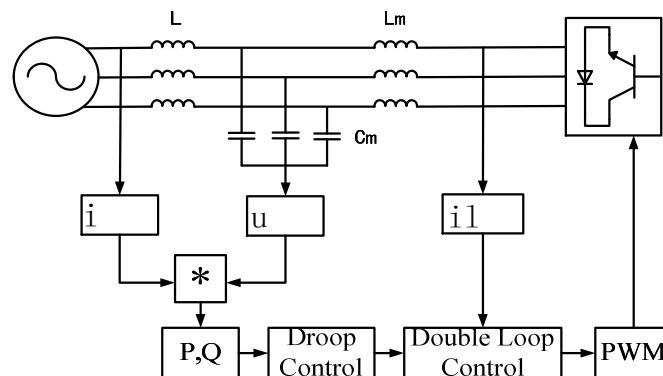 L
Lm
Cm
i
u
il
*
P,Q
Droop
Control
Double Loop
Control
PWM